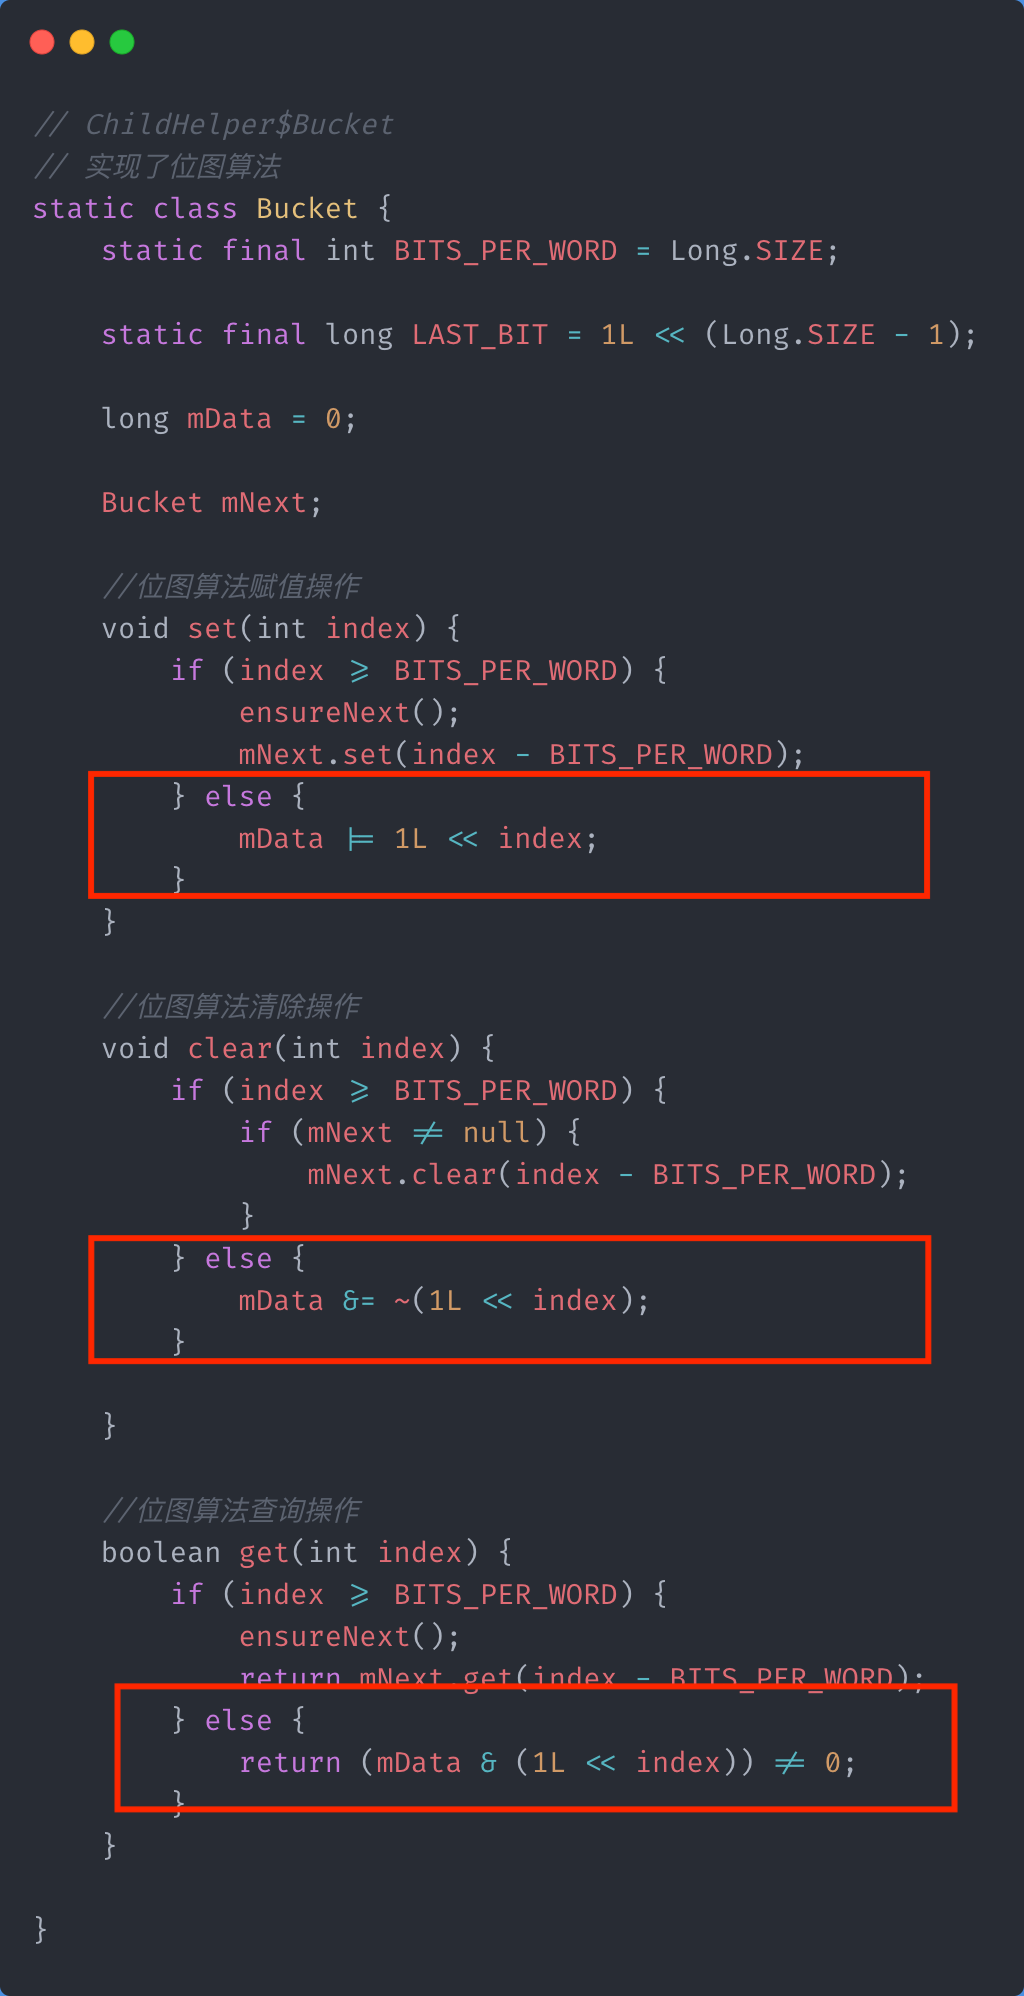 // ChildHelper$Bucket
// 实现了位图算法
static class Bucket {
    static final int BITS_PER_WORD = Long.SIZE;
    static final long LAST_BIT = 1L << (Long.SIZE - 1);
    long mData = 0;
    Bucket mNext;
    //位图算法赋值操作
    void set(int index) {
        if (index >= BITS_PER_WORD) {
            ensureNext();
            mNext.set(index - BITS_PER_WORD);
        } else {
            mData |= 1L << index;
        }
    }
    //位图算法清除操作
    void clear(int index) {
        if (index >= BITS_PER_WORD) {
            if (mNext != null) {
                mNext.clear(index - BITS_PER_WORD);
            }
        } else {
            mData &= ~(1L << index);
        }
    }
    //位图算法查询操作
    boolean get(int index) {
        if (index >= BITS_PER_WORD) {
            ensureNext();
            return mNext.get(index - BITS_PER_WORD);
        } else {
            return (mData & (1L << index)) != 0;
        }
    }
}